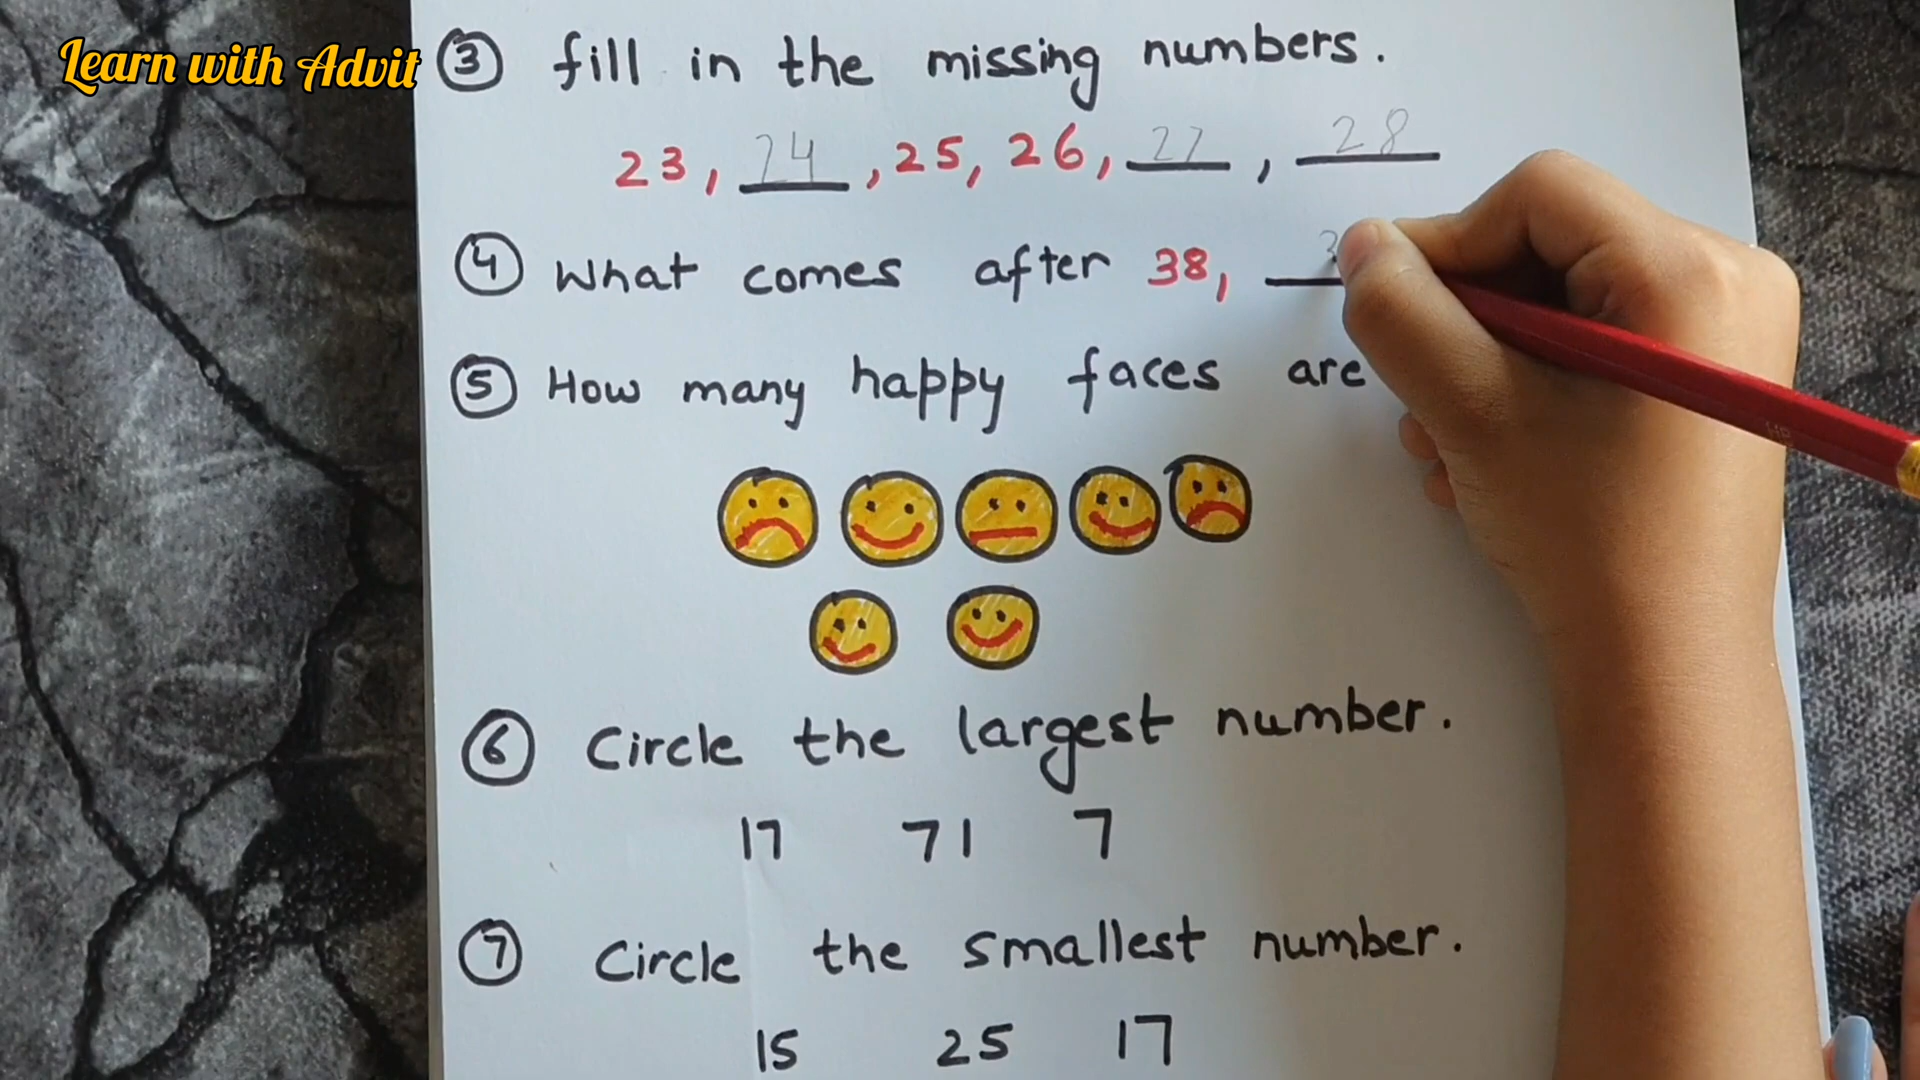 Learn with Advit
③ fill in the missing numbers.
23, 24, 25, 26, 27, 28
④ What comes after 38, 3
⑤ How many happy faces are
⑥ Circle the largest number.
17 71 7
⑦ Circle the smallest number.
15 25 17